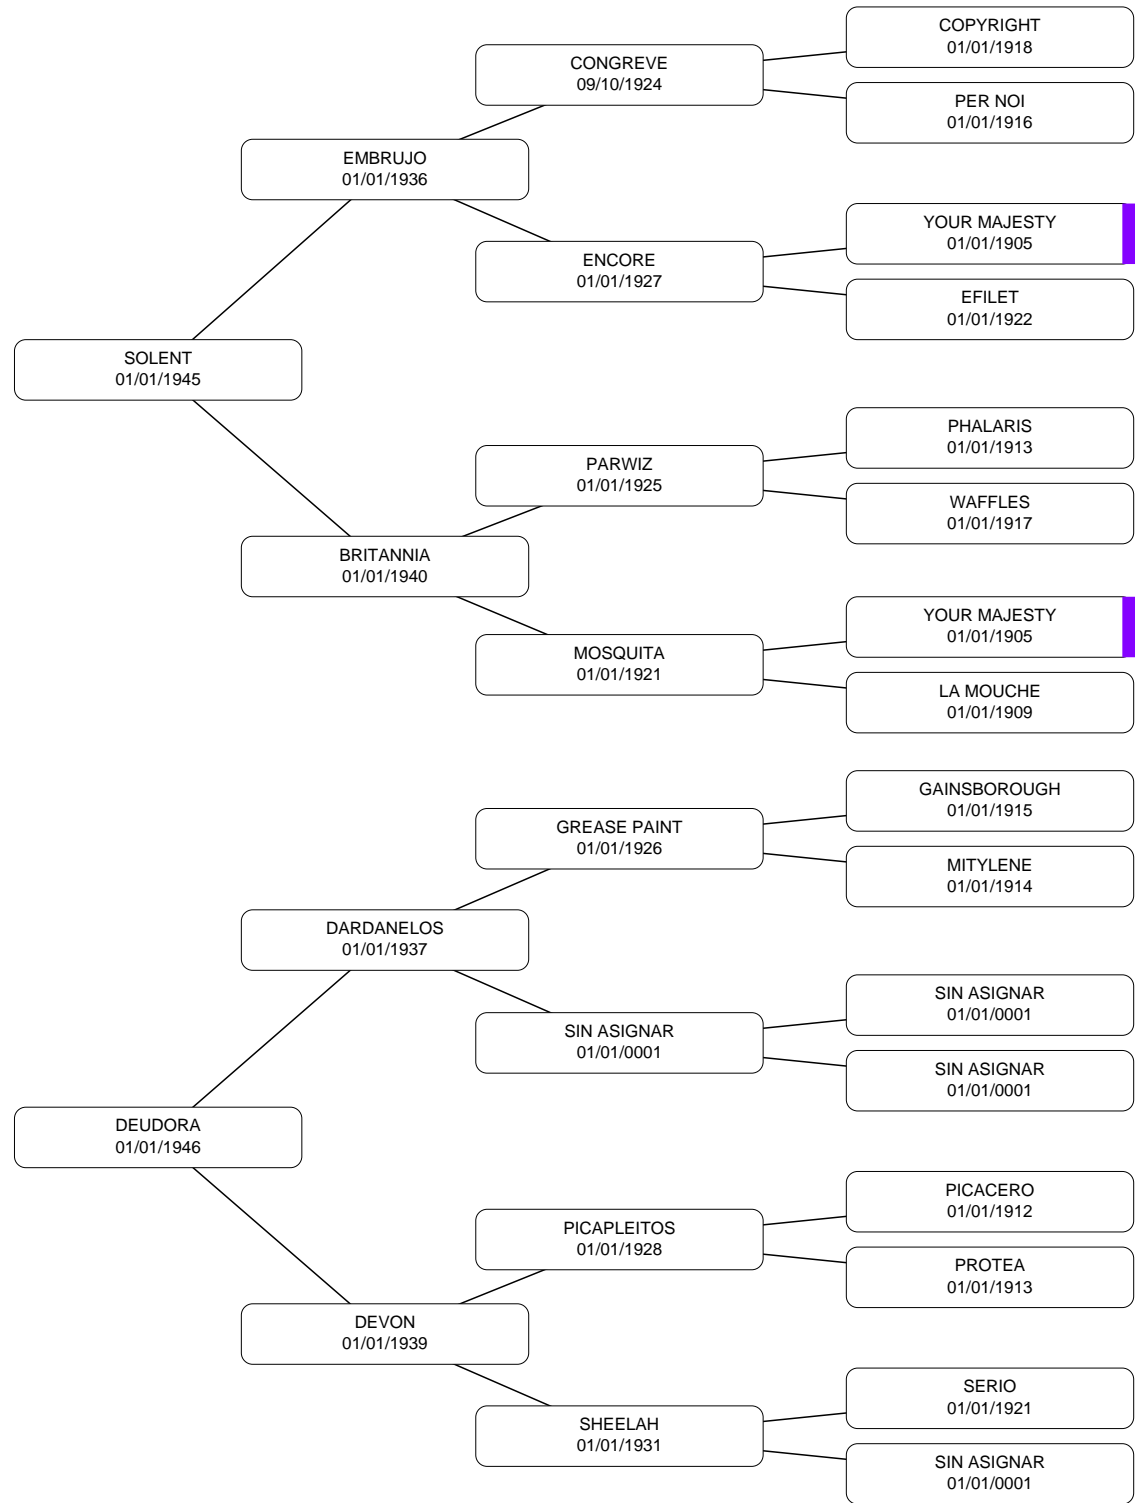 COPYRIGHT
01/01/1918
CONGREVE
09/10/1924
PER NOI
01/01/1916
EMBRUJO
01/01/1936
YOUR MAJESTY
01/01/1905
ENCORE
01/01/1927
EFILET
01/01/1922
SOLENT
01/01/1945
PHALARIS
01/01/1913
PARWIZ
01/01/1925
WAFFLES
01/01/1917
BRITANNIA
01/01/1940
YOUR MAJESTY
01/01/1905
MOSQUITA
01/01/1921
LA MOUCHE
01/01/1909
GAINSBOROUGH
01/01/1915
GREASE PAINT
01/01/1926
MITYLENE
01/01/1914
DARDANELOS
01/01/1937
SIN ASIGNAR
01/01/0001
SIN ASIGNAR
01/01/0001
SIN ASIGNAR
01/01/0001
DEUDORA
01/01/1946
PICACERO
01/01/1912
PICAPLEITOS
01/01/1928
PROTEA
01/01/1913
DEVON
01/01/1939
SERIO
01/01/1921
SHEELAH
01/01/1931
SIN ASIGNAR
01/01/0001